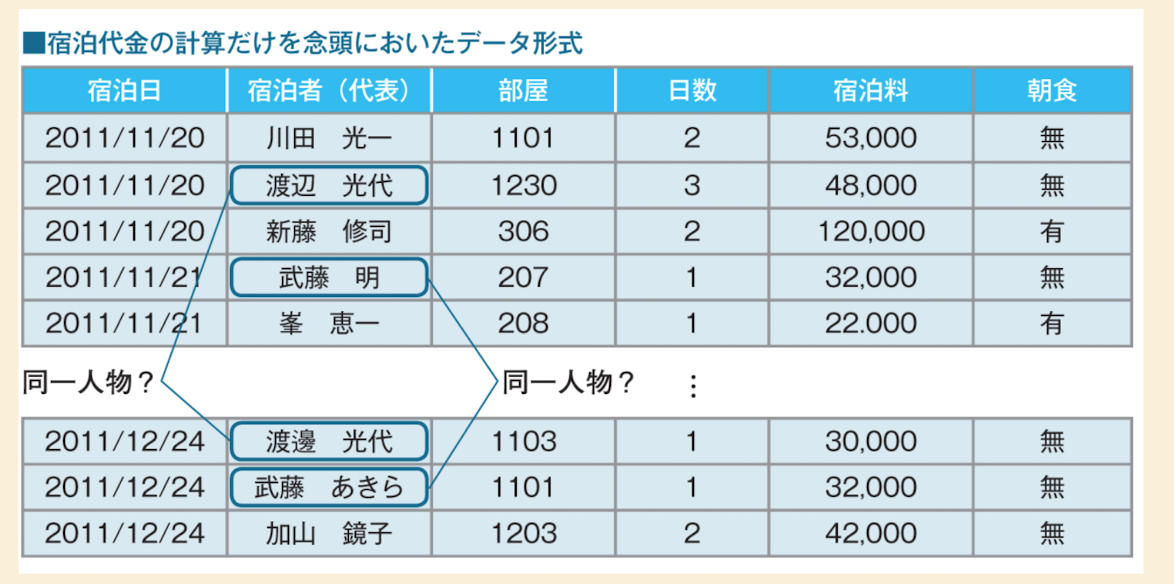 ■宿泊代金の計算だけを念頭においたデータ形式
宿泊日 宿泊者（代表） 部屋 日数 宿泊料 朝食
2011/11/20 川田　光一 1101 2 53,000 無
2011/11/20 渡辺　光代 1230 3 48,000 無
2011/11/20 新藤　修司 306 2 120,000 有
2011/11/21 武藤　明 207 1 32,000 無
2011/11/21 峯　恵一 208 1 22.000 有
同一人物？ 同一人物？ ⋮
2011/12/24 渡邊　光代 1103 1 30,000 無
2011/12/24 武藤　あきら 1101 1 32,000 無
2011/12/24 加山　鏡子 1203 2 42,000 無